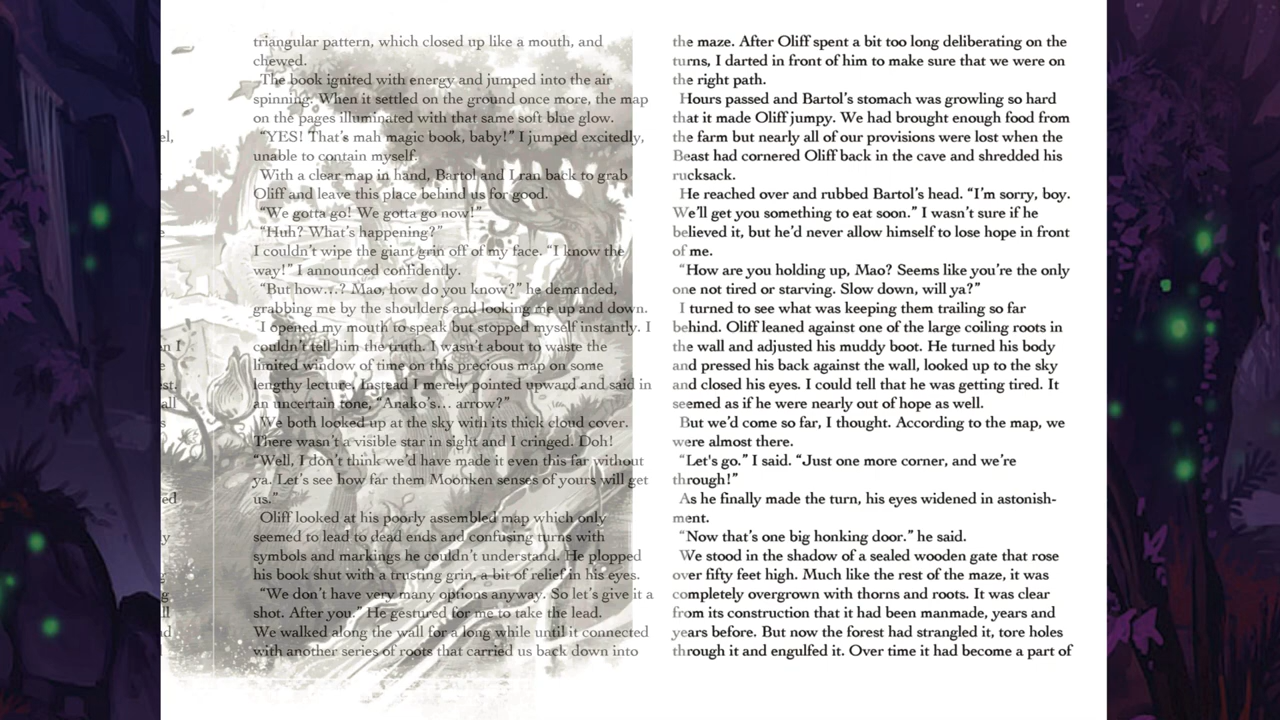 triangular pattern, which closed up like a mouth, and
chewed.
The book ignited with energy and jumped into the air
spinning. When it settled on the ground once more, the map
on the pages illuminated with that same soft blue glow.
“YES! That’s mah magic book, baby!” I jumped excitedly,
unable to contain myself.
With a clear map in hand, Bartol and I ran back to grab
Oliff and leave this place behind us for good.
“We gotta go! We gotta go now!”
“Huh? What’s happening?”
I couldn’t wipe the giant grin off of my face. “I know the
way!” I announced confidently.
“But how…? Mao, how do you know?” he demanded,
grabbing me by the shoulders and looking me up and down.
I opened my mouth to speak but stopped myself instantly. I
couldn’t tell him the truth. I wasn’t about to waste the
limited window of time on this precious map on some
lengthy lecture. Instead I merely pointed upward and said in
an uncertain tone, “Anako’s… arrow?”
We both looked up at the sky with its thick cloud cover.
There wasn’t a visible star in sight and I cringed. Doh!
“Well, I don’t think we’d have made it even this far without
ya. Let’s see how far them Moonken senses of yours will get
us.”
Oliff looked at his poorly assembled map which only
seemed to lead to dead ends and confusing turns with
symbols and markings he couldn’t understand. He plopped
his book shut with a trusting grin, a bit of relief in his eyes.
“We don’t have very many options anyway. So let’s give it a
shot. After you.” He gestured for me to take the lead.
We walked along the wall for a long while until it connected
with another series of roots that carried us back down into
the maze. After Oliff spent a bit too long deliberating on the
turns, I darted in front of him to make sure that we were on
the right path.
Hours passed and Bartol’s stomach was growling so hard
that it made Oliff jumpy. We had brought enough food from
the farm but nearly all of our provisions were lost when the
Beast had cornered Oliff back in the cave and shredded his
rucksack.
He reached over and rubbed Bartol’s head. “I’m sorry, boy.
We’ll get you something to eat soon.” I wasn’t sure if he
believed it, but he’d never allow himself to lose hope in front
of me.
“How are you holding up, Mao? Seems like you’re the only
one not tired or starving. Slow down, will ya?”
I turned to see what was keeping them trailing so far
behind. Oliff leaned against one of the large coiling roots in
the wall and adjusted his muddy boot. He turned his body
and pressed his back against the wall, looked up to the sky
and closed his eyes. I could tell that he was getting tired. It
seemed as if he were nearly out of hope as well.
But we’d come so far, I thought. According to the map, we
were almost there.
“Let's go.” I said. “Just one more corner, and we’re
through!”
As he finally made the turn, his eyes widened in astonish-
ment.
“Now that’s one big honking door.” he said.
We stood in the shadow of a sealed wooden gate that rose
over fifty feet high. Much like the rest of the maze, it was
completely overgrown with thorns and roots. It was clear
from its construction that it had been manmade, years and
years before. But now the forest had strangled it, tore holes
through it and engulfed it. Over time it had become a part of